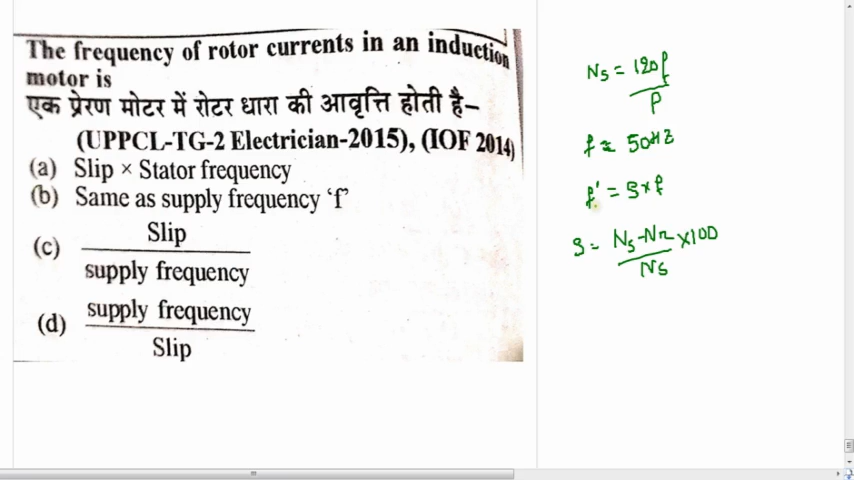 The frequency of rotor currents in an induction
motor is
एक प्रेरण मोटर में रोटर धारा की आवृत्ति होती है–
(UPPCL-TG-2 Electrician-2015), (IOF 2014)
(a) Slip × Stator frequency
(b) Same as supply frequency ‘f’
(c) Slip
supply frequency
(d) supply frequency
Slip
Ns = 120f
P
f = 50Hz
f' = s×f
S = Ns-Nr ×100
Ns